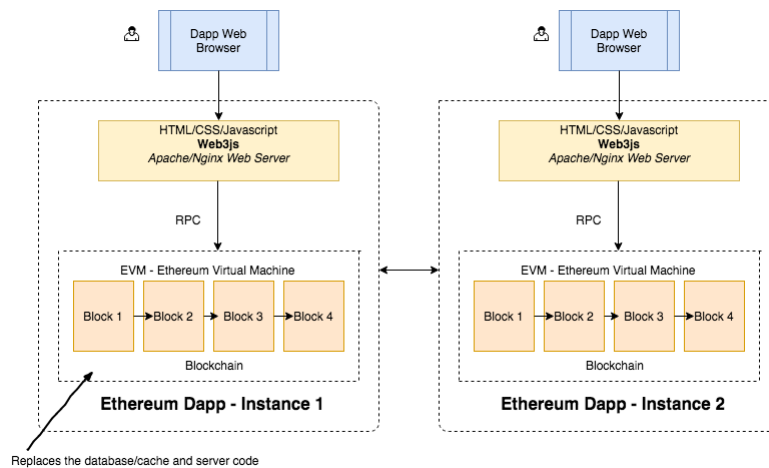 Dapp Web
Browser
HTML/CSS/Javascript
Web3js
Apache/Nginx Web Server
RPC
EVM - Ethereum Virtual Machine
Block 1
Block 2
Block 3
Block 4
Blockchain
Ethereum Dapp - Instance 1
Replaces the database/cache and server code
Dapp Web
Browser
HTML/CSS/Javascript
Web3js
Apache/Nginx Web Server
RPC
EVM - Ethereum Virtual Machine
Block 1
Block 2
Block 3
Block 4
Blockchain
Ethereum Dapp - Instance 2